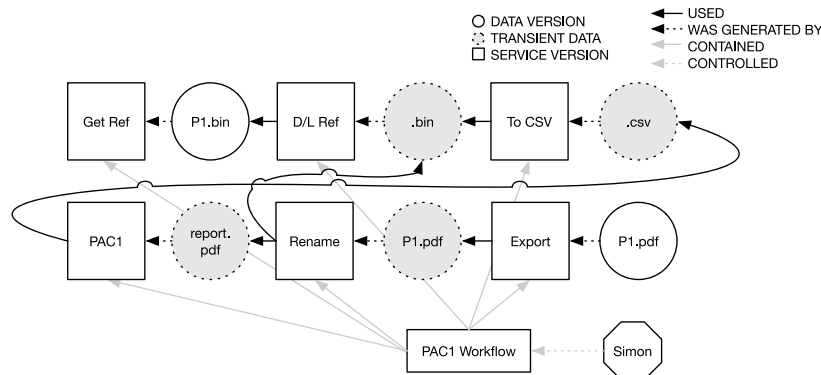 DATA VERSION
TRANSIENT DATA
SERVICE VERSION
USED
WAS GENERATED BY
CONTAINED
CONTROLLED
Get Ref
P1.bin
D/L Ref
.bin
To CSV
.csv
PAC1
report.
pdf
Rename
P1.pdf
Export
P1.pdf
PAC1 Workflow
Simon